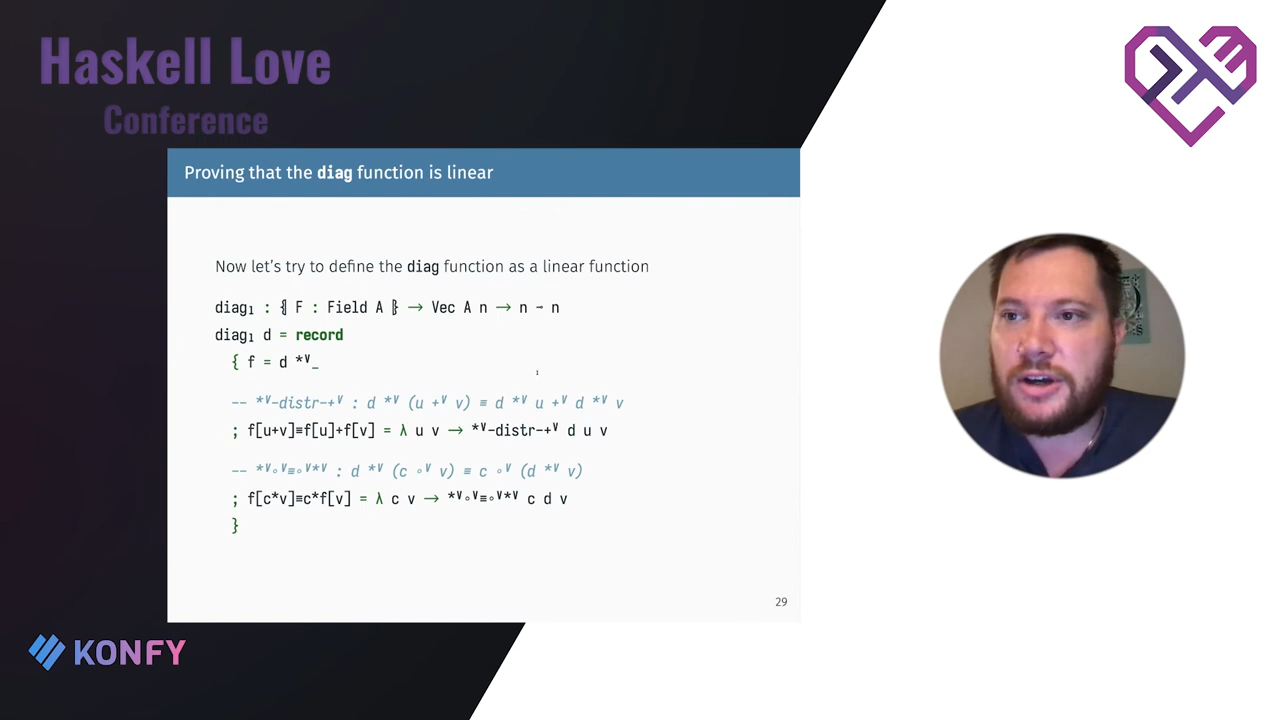 Haskell Love
Conference
Proving that the diag function is linear
Now let's try to define the diag function as a linear function
diag₁ : ⦃ F : Field A ⦄ → Vec A n → n ⊸ n
diag₁ d = record
{ f = d *ⱽ_
-- *ⱽ-distr-+ⱽ : d *ⱽ (u +ⱽ v) ≡ d *ⱽ u +ⱽ d *ⱽ v
; f[u+v]≡f[u]+f[v] = λ u v → *ⱽ-distr-+ⱽ d u v
-- *ⱽ∘ⱽ≡∘ⱽ*ⱽ : d *ⱽ (c ∘ⱽ v) ≡ c ∘ⱽ (d *ⱽ v)
; f[c*v]≡c*f[v] = λ c v → *ⱽ∘ⱽ≡∘ⱽ*ⱽ c d v
}
29
KONFY